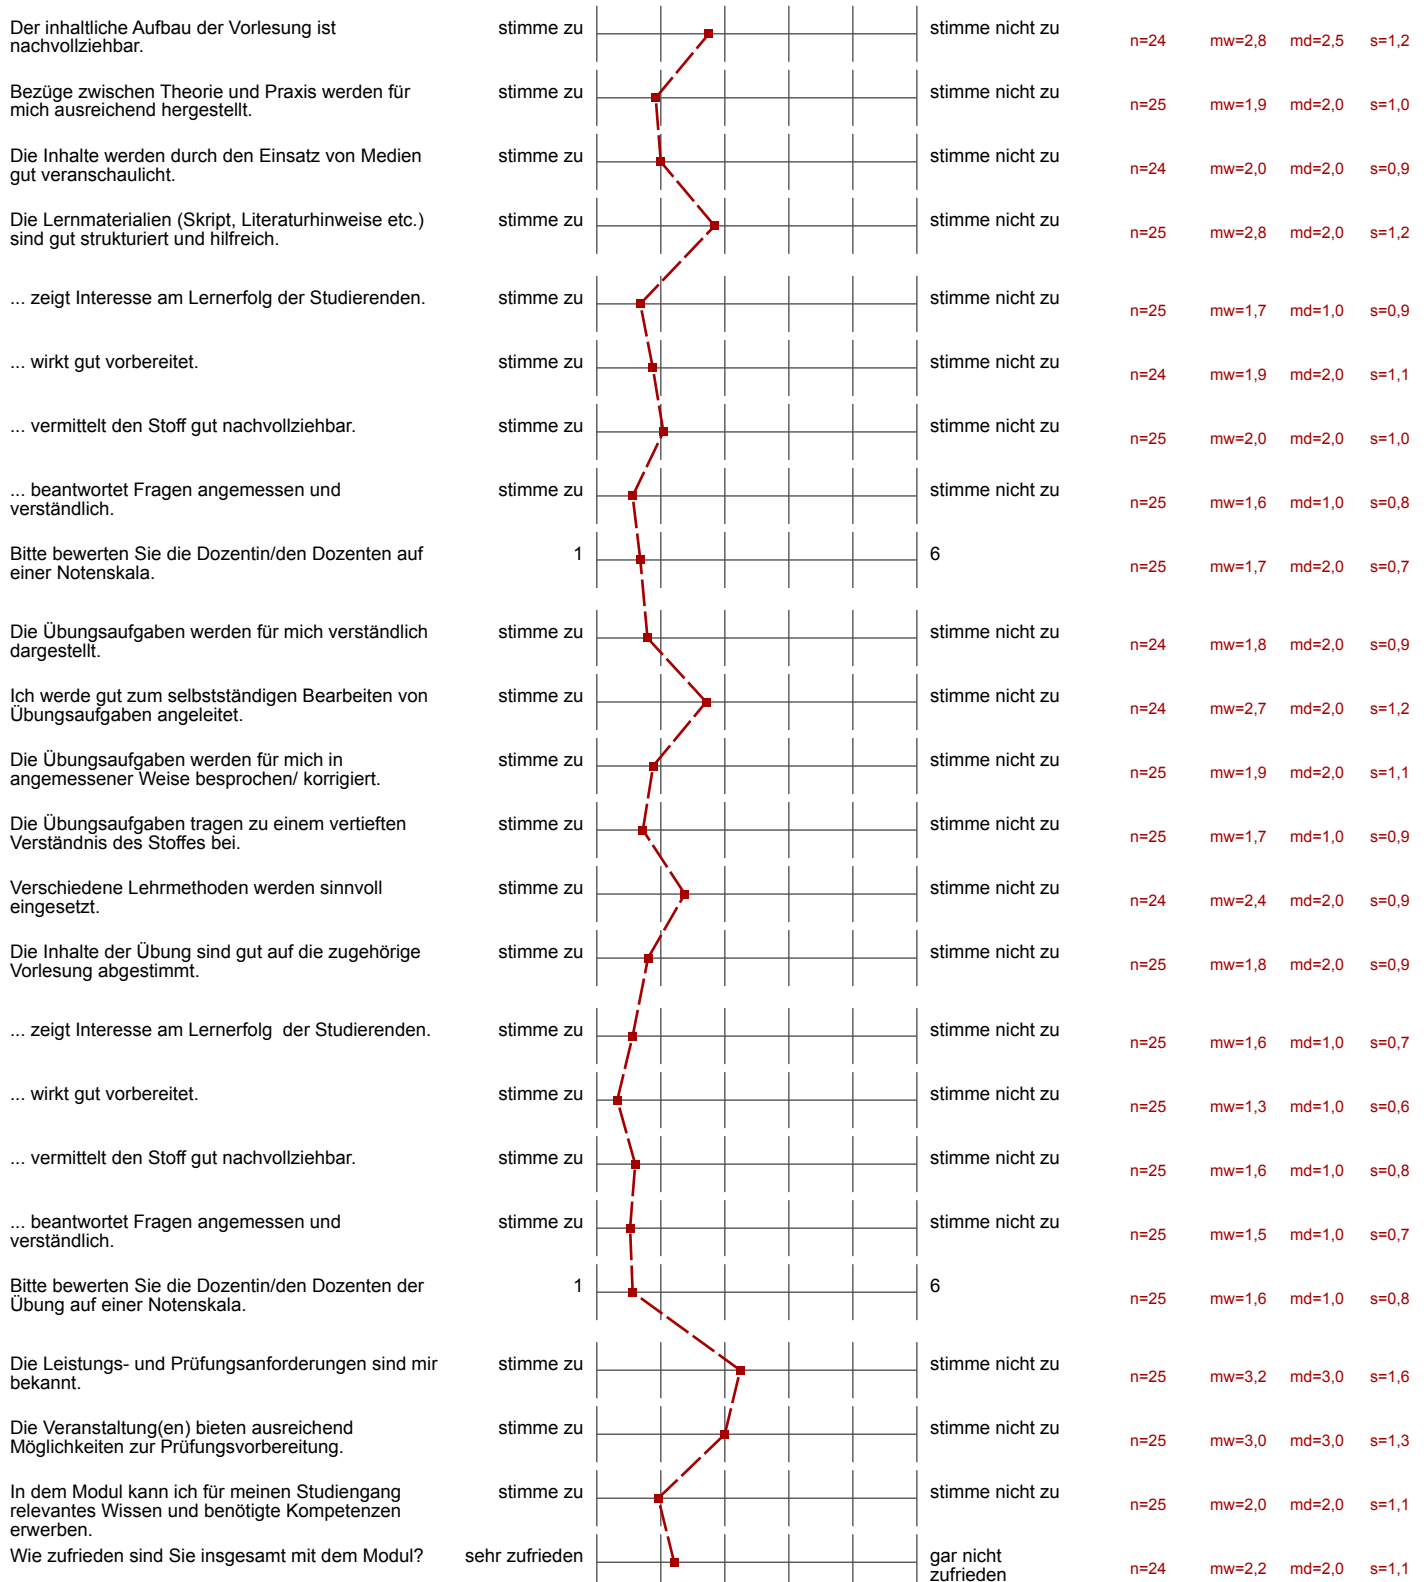 Der inhaltliche Aufbau der Vorlesung ist
nachvollziehbar.
stimme zu
stimme nicht zu
n=24 mw=2,8 md=2,5 s=1,2
Bezüge zwischen Theorie und Praxis werden für
mich ausreichend hergestellt.
stimme zu
stimme nicht zu
n=25 mw=1,9 md=2,0 s=1,0
Die Inhalte werden durch den Einsatz von Medien
gut veranschaulicht.
stimme zu
stimme nicht zu
n=24 mw=2,0 md=2,0 s=0,9
Die Lernmaterialien (Skript, Literaturhinweise etc.)
sind gut strukturiert und hilfreich.
stimme zu
stimme nicht zu
n=25 mw=2,8 md=2,0 s=1,2
... zeigt Interesse am Lernerfolg der Studierenden.
stimme zu
stimme nicht zu
n=25 mw=1,7 md=1,0 s=0,9
... wirkt gut vorbereitet.
stimme zu
stimme nicht zu
n=24 mw=1,9 md=2,0 s=1,1
... vermittelt den Stoff gut nachvollziehbar.
stimme zu
stimme nicht zu
n=25 mw=2,0 md=2,0 s=1,0
... beantwortet Fragen angemessen und
verständlich.
stimme zu
stimme nicht zu
n=25 mw=1,6 md=1,0 s=0,8
Bitte bewerten Sie die Dozentin/den Dozenten auf
einer Notenskala.
1
6
n=25 mw=1,7 md=2,0 s=0,7
Die Übungsaufgaben werden für mich verständlich
dargestellt.
stimme zu
stimme nicht zu
n=24 mw=1,8 md=2,0 s=0,9
Ich werde gut zum selbstständigen Bearbeiten von
Übungsaufgaben angeleitet.
stimme zu
stimme nicht zu
n=24 mw=2,7 md=2,0 s=1,2
Die Übungsaufgaben werden für mich in
angemessener Weise besprochen/ korrigiert.
stimme zu
stimme nicht zu
n=25 mw=1,9 md=2,0 s=1,1
Die Übungsaufgaben tragen zu einem vertieften
Verständnis des Stoffes bei.
stimme zu
stimme nicht zu
n=25 mw=1,7 md=1,0 s=0,9
Verschiedene Lehrmethoden werden sinnvoll
eingesetzt.
stimme zu
stimme nicht zu
n=24 mw=2,4 md=2,0 s=0,9
Die Inhalte der Übung sind gut auf die zugehörige
Vorlesung abgestimmt.
stimme zu
stimme nicht zu
n=25 mw=1,8 md=2,0 s=0,9
... zeigt Interesse am Lernerfolg der Studierenden.
stimme zu
stimme nicht zu
n=25 mw=1,6 md=1,0 s=0,7
... wirkt gut vorbereitet.
stimme zu
stimme nicht zu
n=25 mw=1,3 md=1,0 s=0,6
... vermittelt den Stoff gut nachvollziehbar.
stimme zu
stimme nicht zu
n=25 mw=1,6 md=1,0 s=0,8
... beantwortet Fragen angemessen und
verständlich.
stimme zu
stimme nicht zu
n=25 mw=1,5 md=1,0 s=0,7
Bitte bewerten Sie die Dozentin/den Dozenten der
Übung auf einer Notenskala.
1
6
n=25 mw=1,6 md=1,0 s=0,8
Die Leistungs- und Prüfungsanforderungen sind mir
bekannt.
stimme zu
stimme nicht zu
n=25 mw=3,2 md=3,0 s=1,6
Die Veranstaltung(en) bieten ausreichend
Möglichkeiten zur Prüfungsvorbereitung.
stimme zu
stimme nicht zu
n=25 mw=3,0 md=3,0 s=1,3
In dem Modul kann ich für meinen Studiengang
relevantes Wissen und benötigte Kompetenzen
erwerben.
stimme zu
stimme nicht zu
n=25 mw=2,0 md=2,0 s=1,1
Wie zufrieden sind Sie insgesamt mit dem Modul?
sehr zufrieden
gar nicht
zufrieden
n=24 mw=2,2 md=2,0 s=1,1